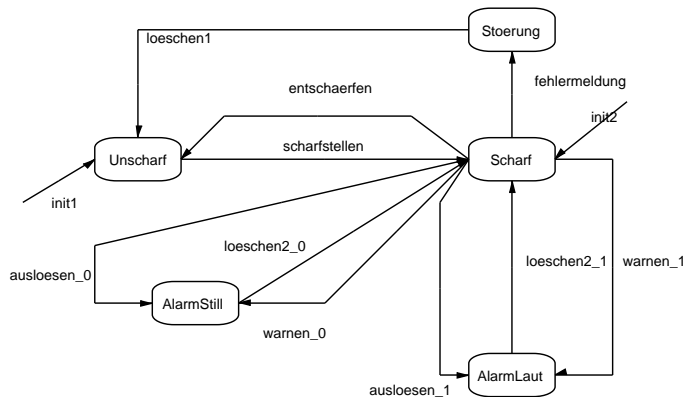 Stoerung
loeschen1
fehlermeldung
entschaerfen
init2
scharfstellen
Unscharf
Scharf
init1
loeschen2_0
loeschen2_1
warnen_1
ausloesen_0
AlarmStill
warnen_0
AlarmLaut
ausloesen_1